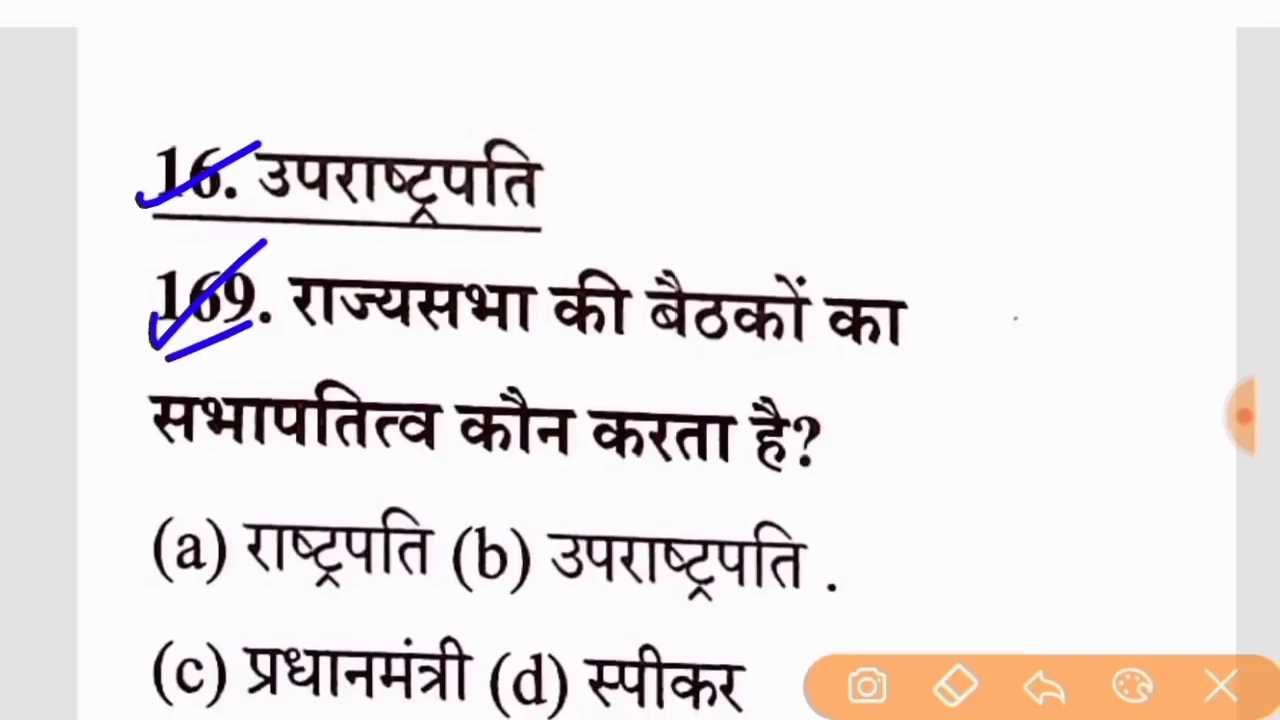 16. उपराष्ट्रपति
169. राज्यसभा की बैठकों का
सभापतित्व कौन करता है?
(a) राष्ट्रपति (b) उपराष्ट्रपति .
(c) प्रधानमंत्री (d) स्पीकर